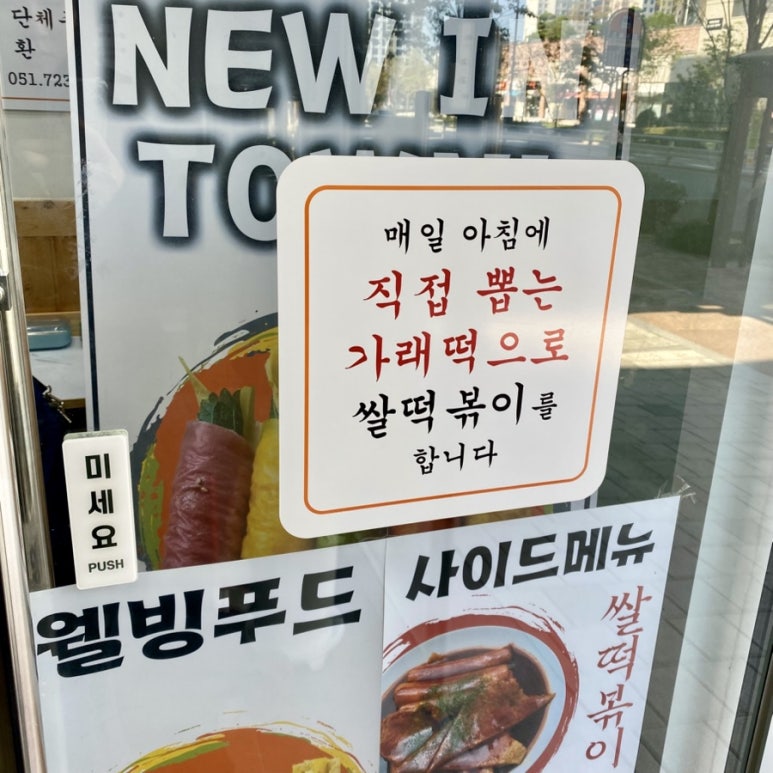 단체
환
051.723
NEW IN
매일 아침에
직접 뽑는
가래떡으로
쌀떡볶이를
합니다
미세요
PUSH
웰빙푸드
사이드메뉴
쌀떡볶이